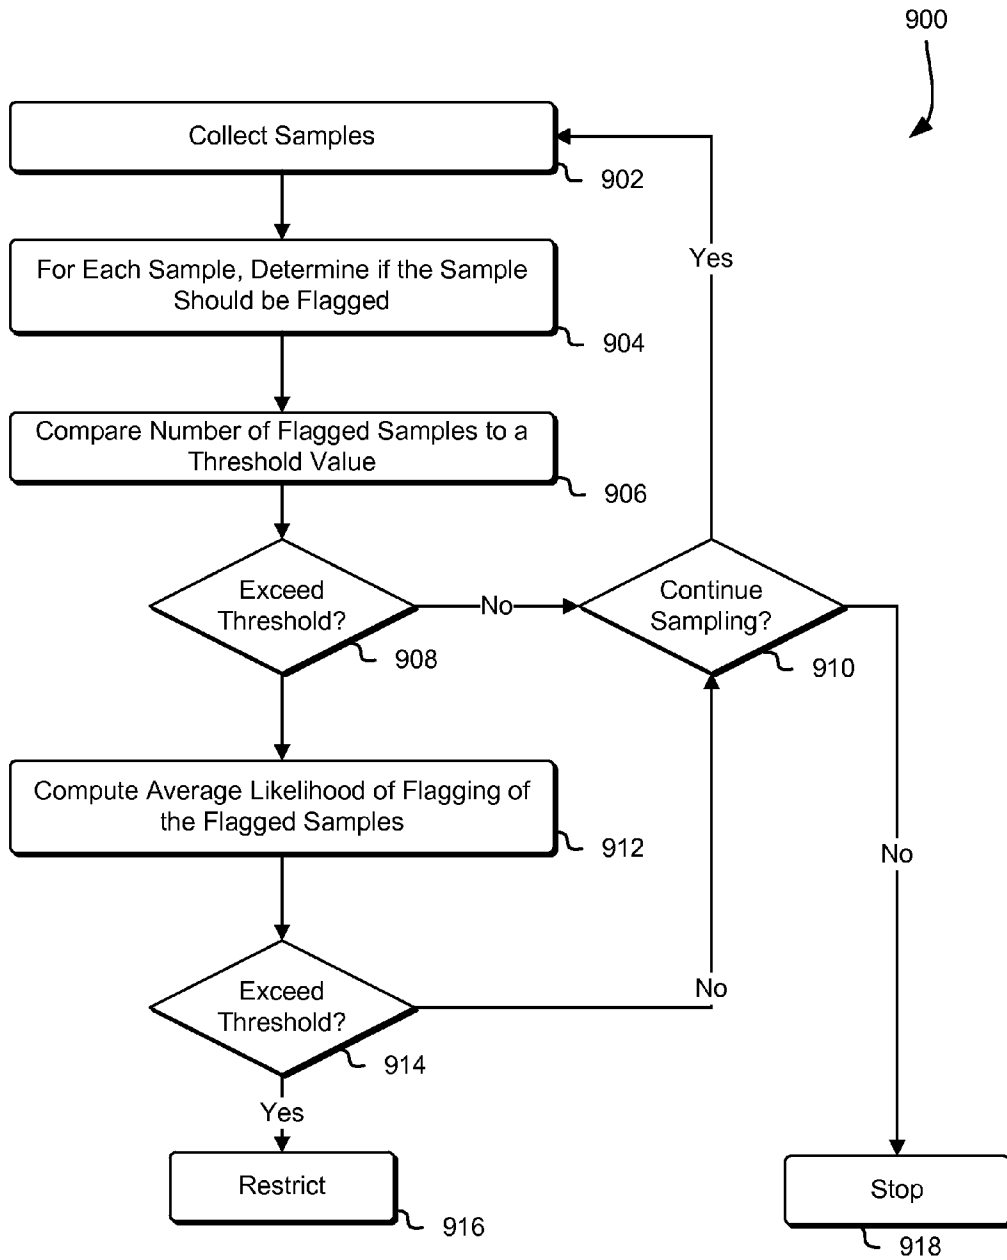 900
Collect Samples
902
Yes
For Each Sample, Determine if the Sample
Should be Flagged
904
Compare Number of Flagged Samples to a
Threshold Value
906
Exceed
Threshold?
908
No
Continue
Sampling?
910
Compute Average Likelihood of Flagging of
the Flagged Samples
912
No
Exceed
Threshold?
914
No
Yes
Restrict
916
Stop
918